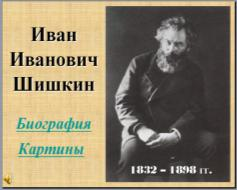 Иван
Иванович
Шишкин
Биография
Картины
1832 – 1898 гг.